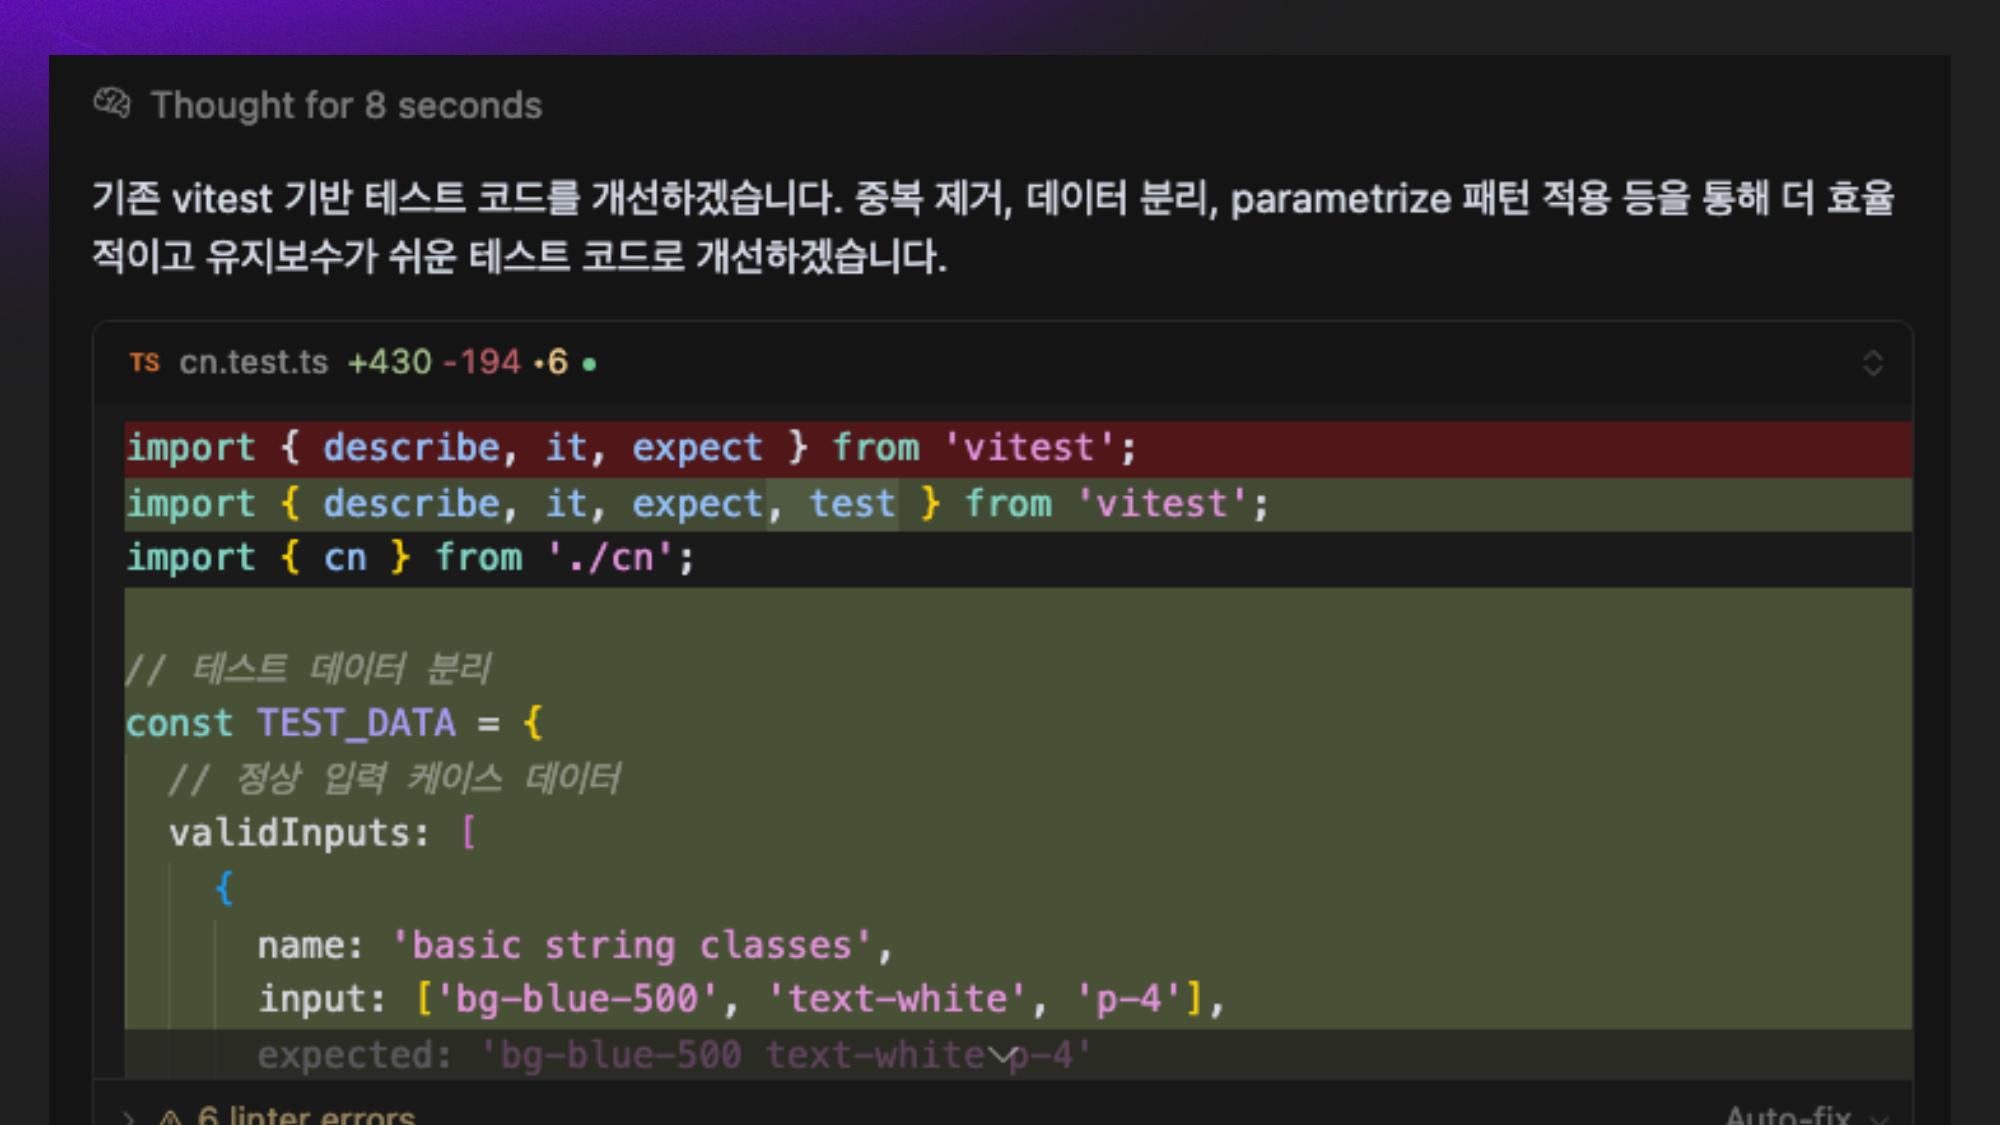 Thought for 8 seconds
기존 vitest 기반 테스트 코드를 개선하겠습니다. 중복 제거, 데이터 분리, parametrize 패턴 적용 등을 통해 더 효율
적이고 유지보수가 쉬운 테스트 코드로 개선하겠습니다.
TS cn.test.ts +430 -194 •6
import { describe, it, expect } from 'vitest';
import { describe, it, expect, test } from 'vitest';
import { cn } from './cn';
// 테스트 데이터 분리
const TEST_DATA = {
// 정상 입력 케이스 데이터
validInputs: [
{
name: 'basic string classes',
input: ['bg-blue-500', 'text-white', 'p-4'],
expected: 'bg-blue-500 text-white p-4'
6 linter errors Auto-fix